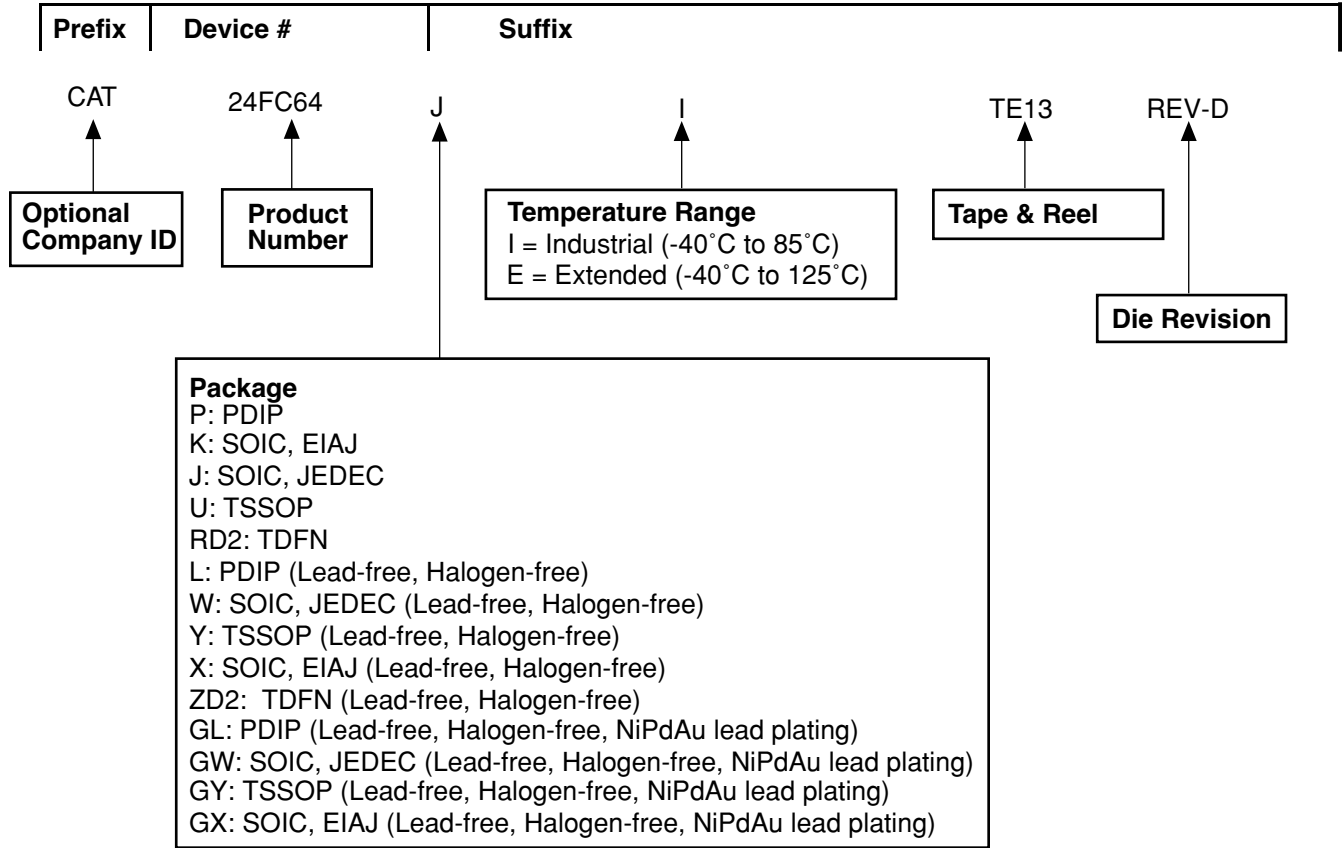 Prefix Device # Suffix
CAT 24FC64 J I TE13 REV-D
Optional
Company ID
Product
Number
Temperature Range
I = Industrial (-40˚C to 85˚C)
E = Extended (-40˚C to 125˚C)
Tape & Reel
Die Revision
Package
P: PDIP
K: SOIC, EIAJ
J: SOIC, JEDEC
U: TSSOP
RD2: TDFN
L: PDIP (Lead-free, Halogen-free)
W: SOIC, JEDEC (Lead-free, Halogen-free)
Y: TSSOP (Lead-free, Halogen-free)
X: SOIC, EIAJ (Lead-free, Halogen-free)
ZD2: TDFN (Lead-free, Halogen-free)
GL: PDIP (Lead-free, Halogen-free, NiPdAu lead plating)
GW: SOIC, JEDEC (Lead-free, Halogen-free, NiPdAu lead plating)
GY: TSSOP (Lead-free, Halogen-free, NiPdAu lead plating)
GX: SOIC, EIAJ (Lead-free, Halogen-free, NiPdAu lead plating)